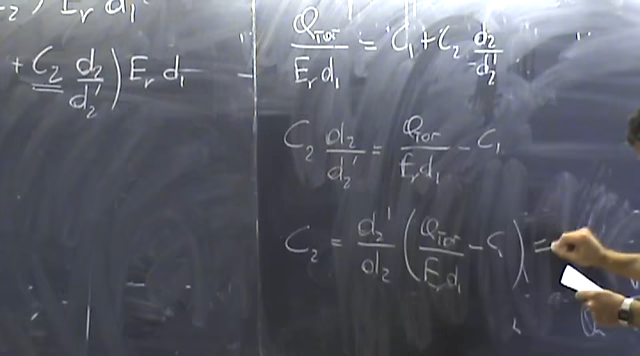 E_r d_1
+ C_2 d_2/d_2') E_r d_1
Q_TOT/E_r d_1 = C_1 + C_2 d_2/d_2'
C_2 d_2/d_2' = Q_TOT/E_r d_1 - C_1
C_2 = d_2'/d_2 (Q_TOT/E_r d_1 - C_1) =